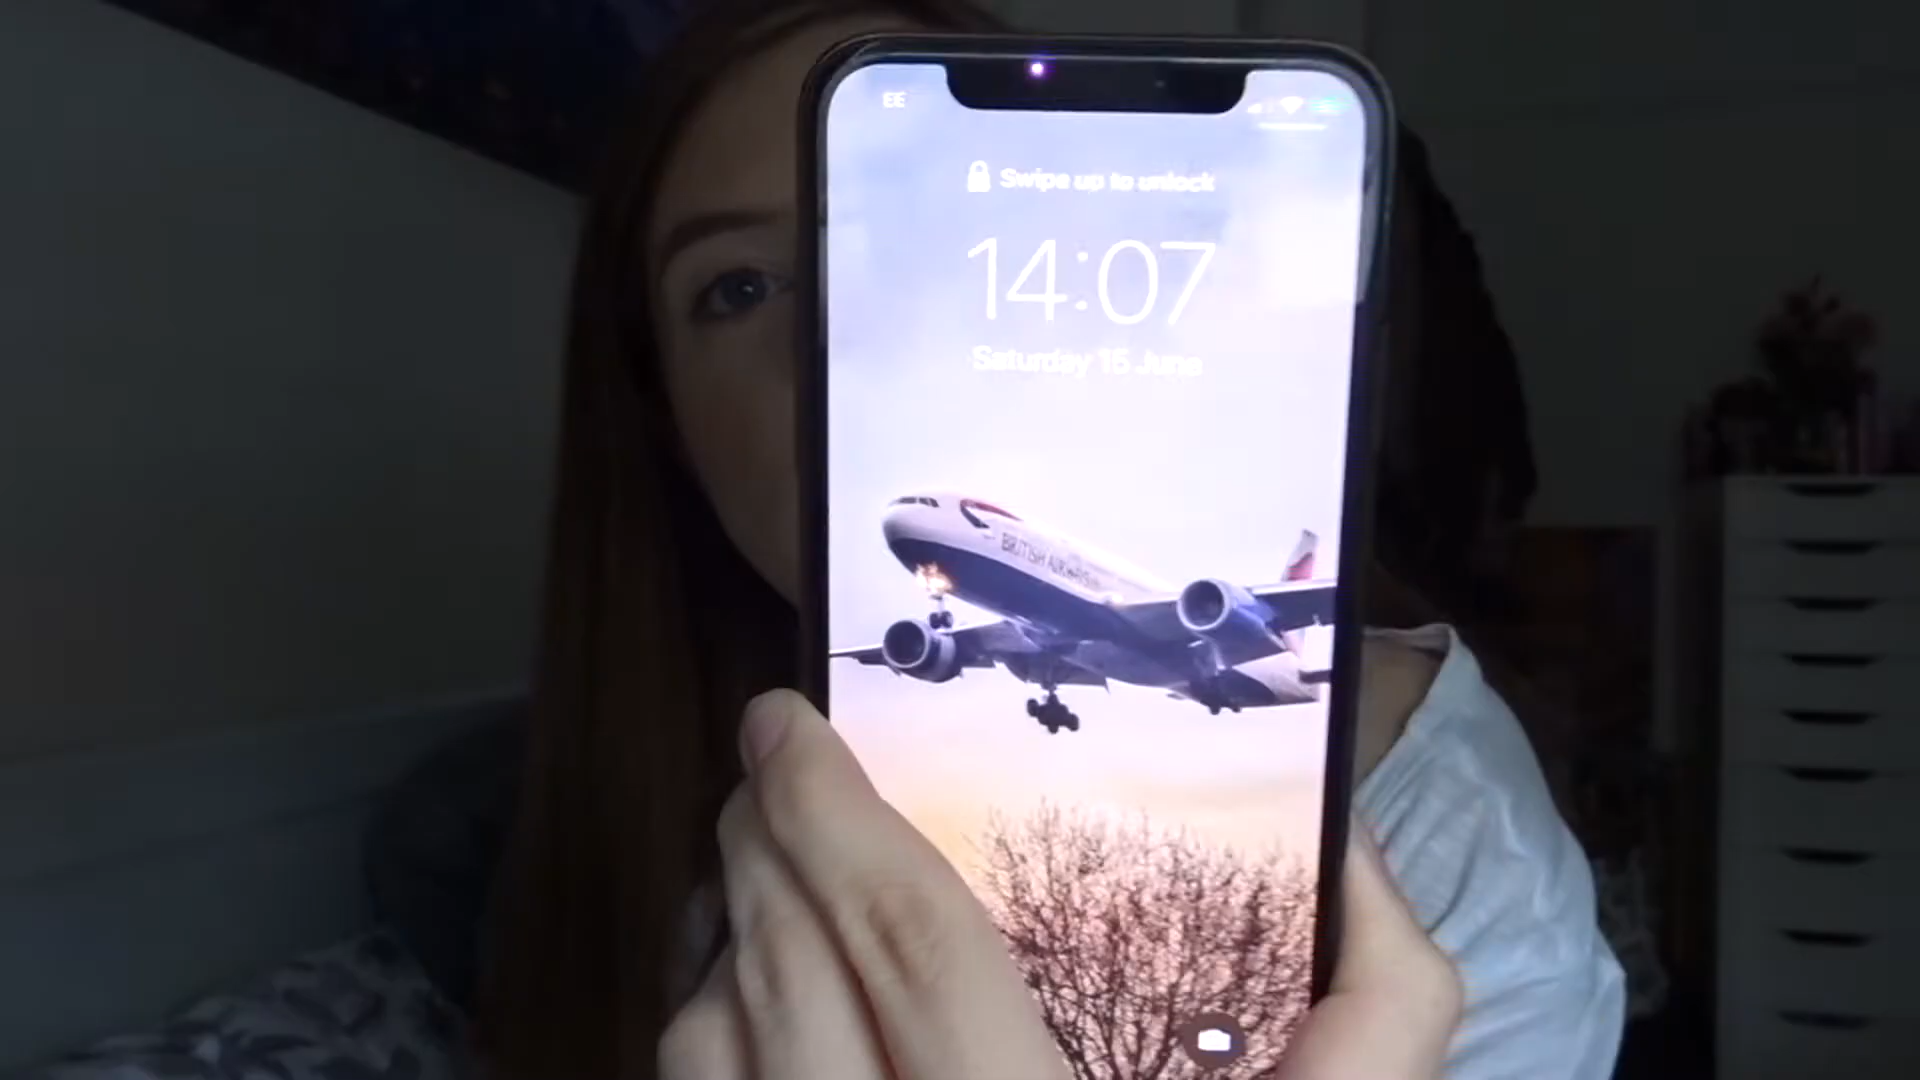 EE
Swipe up to unlock
14:07
Saturday 15 June
BRITISH AIRWAYS